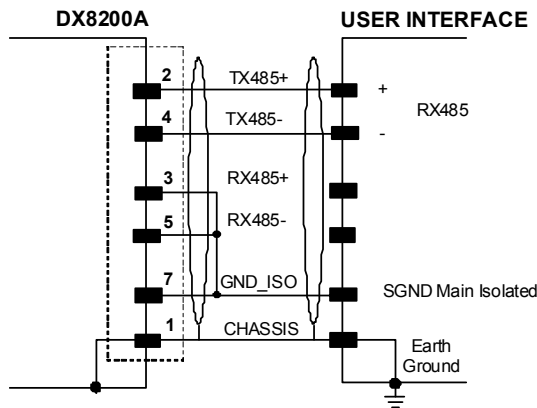 DX8200A USER INTERFACE
2 TX485+ +
RX485
4 TX485- -
3 RX485+
5 RX485-
7 GND_ISO SGND Main Isolated
1 CHASSIS Earth
Ground